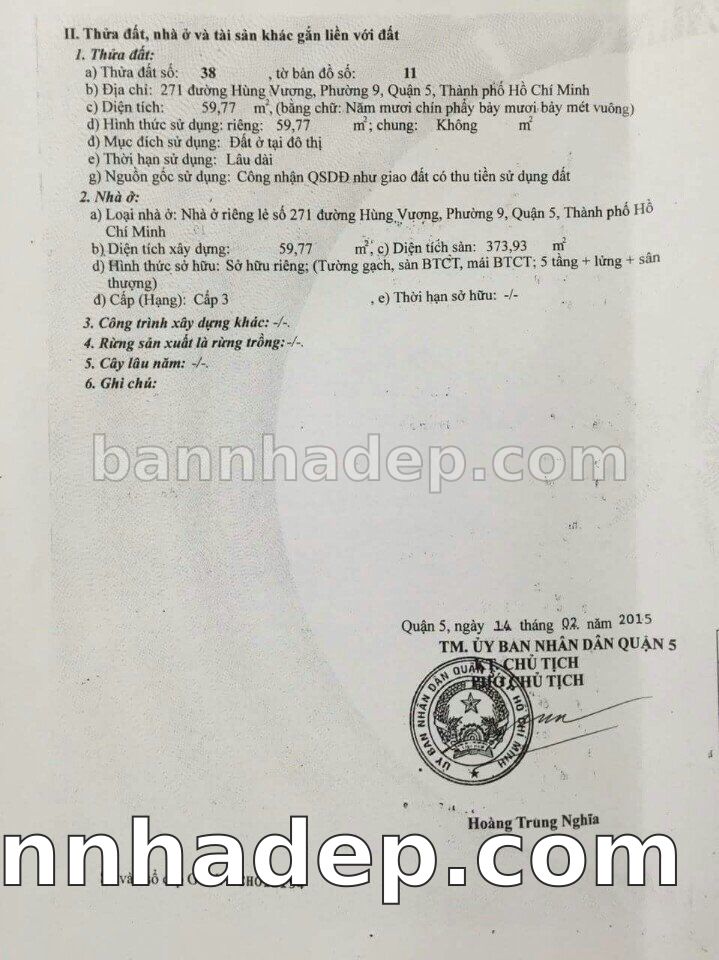 II. Thửa đất, nhà ở và tài sản khác gắn liền với đất
1. Thửa đất:
a) Thửa đất số: 38 , tờ bản đồ số: 11
b) Địa chỉ: 271 đường Hùng Vương, Phường 9, Quận 5, Thành phố Hồ Chí Minh
c) Diện tích: 59,77 m², (bằng chữ: Năm mươi chín phẩy bảy mươi bảy mét vuông)
d) Hình thức sử dụng: riêng: 59,77 m²; chung: Không m²
đ) Mục đích sử dụng: Đất ở tại đô thị
e) Thời hạn sử dụng: Lâu dài
g) Nguồn gốc sử dụng: Công nhận QSDĐ như giao đất có thu tiền sử dụng đất
2. Nhà ở:
a) Loại nhà ở: Nhà ở riêng lẻ số 271 đường Hùng Vương, Phường 9, Quận 5, Thành phố Hồ
Chí Minh
b) Diện tích xây dựng: 59,77 m², c) Diện tích sàn: 373,93 m²
d) Hình thức sở hữu: Sở hữu riêng; (Tường gạch, sàn BTCT, mái BTCT; 5 tầng + lửng + sân
thượng)
đ) Cấp (Hạng): Cấp 3 , e) Thời hạn sở hữu: -/-
3. Công trình xây dựng khác: -/-.
4. Rừng sản xuất là rừng trồng:-/-.
5. Cây lâu năm: -/-.
6. Ghi chú:
bannhadep.com
Quận 5, ngày 14 tháng 02 năm 2015
TM. ỦY BAN NHÂN DÂN QUẬN 5
KT. CHỦ TỊCH
PHÓ CHỦ TỊCH
ỦY BAN NHÂN DÂN QUẬN 5 T.P HỒ CHÍ MINH
Hoàng Trung Nghĩa
nnhadep.com